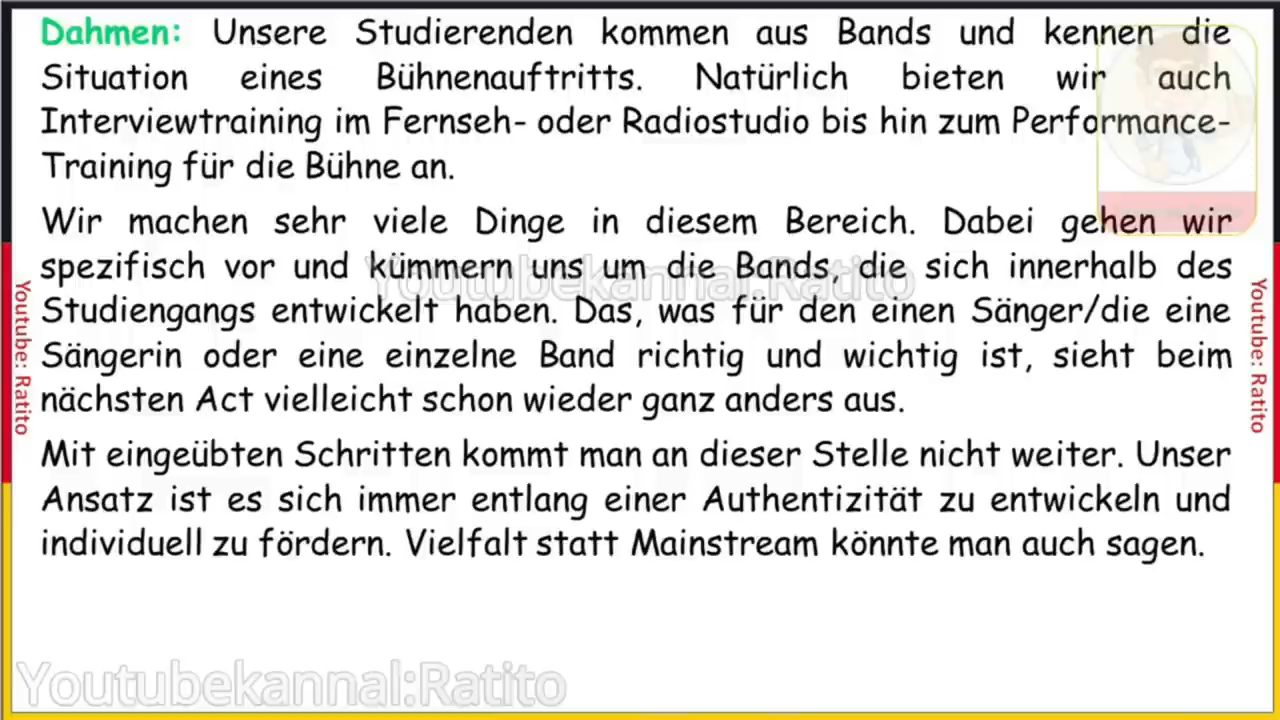 Dahmen: Unsere Studierenden kommen aus Bands und kennen die
Situation eines Bühnenauftritts. Natürlich bieten wir auch
Interviewtraining im Fernseh- oder Radiostudio bis hin zum Performance-
Training für die Bühne an.
Wir machen sehr viele Dinge in diesem Bereich. Dabei gehen wir
spezifisch vor und kümmern uns um die Bands, die sich innerhalb des
Studiengangs entwickelt haben. Das, was für den einen Sänger/die eine
Sängerin oder eine einzelne Band richtig und wichtig ist, sieht beim
nächsten Act vielleicht schon wieder ganz anders aus.
Mit eingeübten Schritten kommt man an dieser Stelle nicht weiter. Unser
Ansatz ist es sich immer entlang einer Authentizität zu entwickeln und
individuell zu fördern. Vielfalt statt Mainstream könnte man auch sagen.
Youtubekannal:Ratito
Youtube: Ratito
Youtube: Ratito
Youtubekannal:Ratito